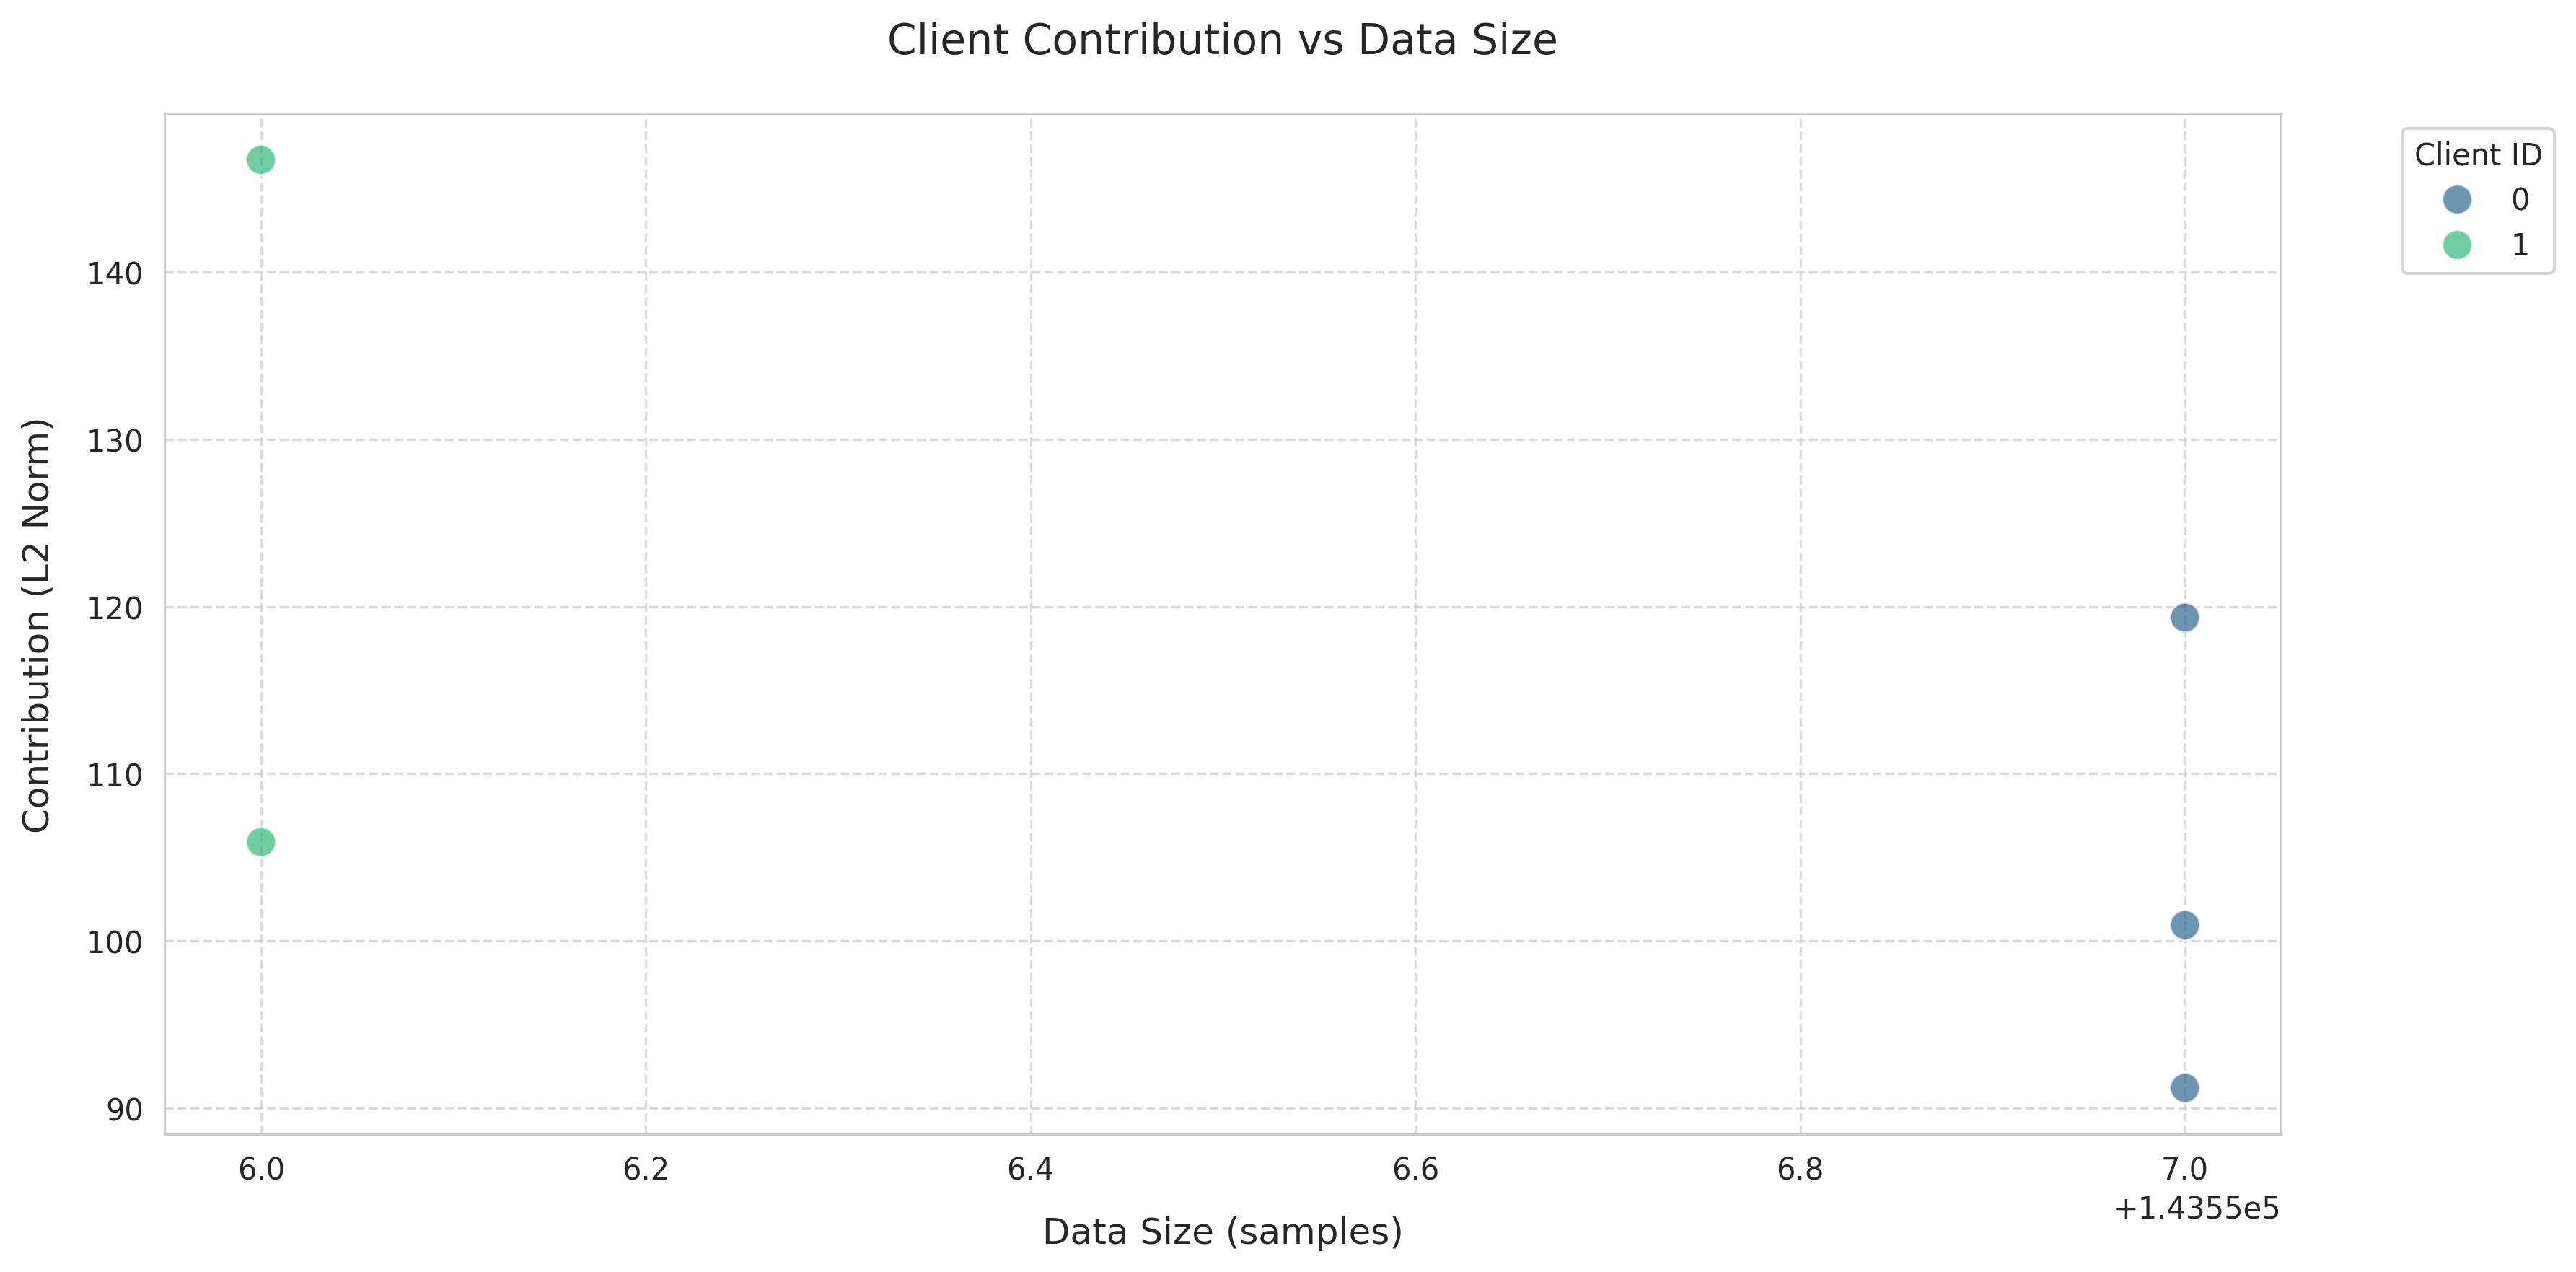 Client Contribution vs Data Size
Client ID
0
1
Contribution (L2 Norm)
140
130
120
110
100
90
6.0 6.2 6.4 6.6 6.8 7.0
+1.4355e5
Data Size (samples)